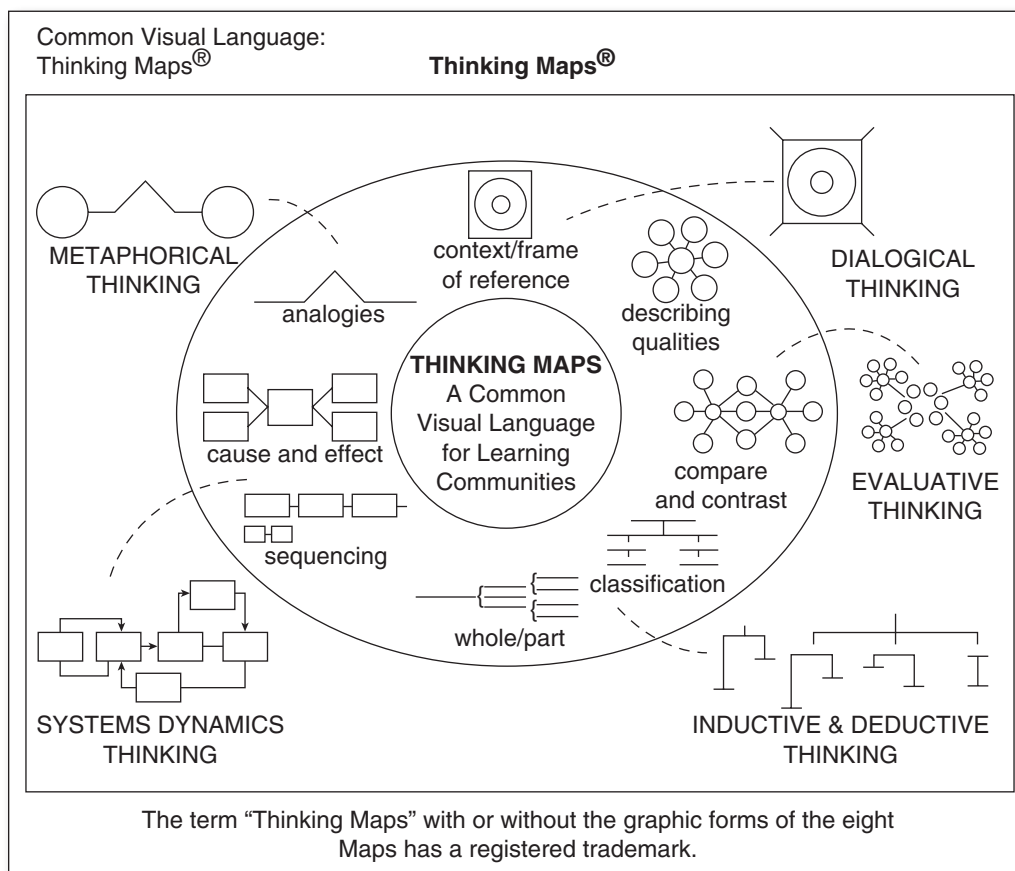 Common Visual Language:
Thinking Maps®
Thinking Maps®
METAPHORICAL
THINKING
context/frame
of reference
DIALOGICAL
THINKING
analogies
describing
qualities
THINKING MAPS
A Common
Visual Language
for Learning
Communities
cause and effect
compare
and contrast
EVALUATIVE
THINKING
sequencing
classification
whole/part
SYSTEMS DYNAMICS
THINKING
INDUCTIVE & DEDUCTIVE
THINKING
The term “Thinking Maps” with or without the graphic forms of the eight
Maps has a registered trademark.